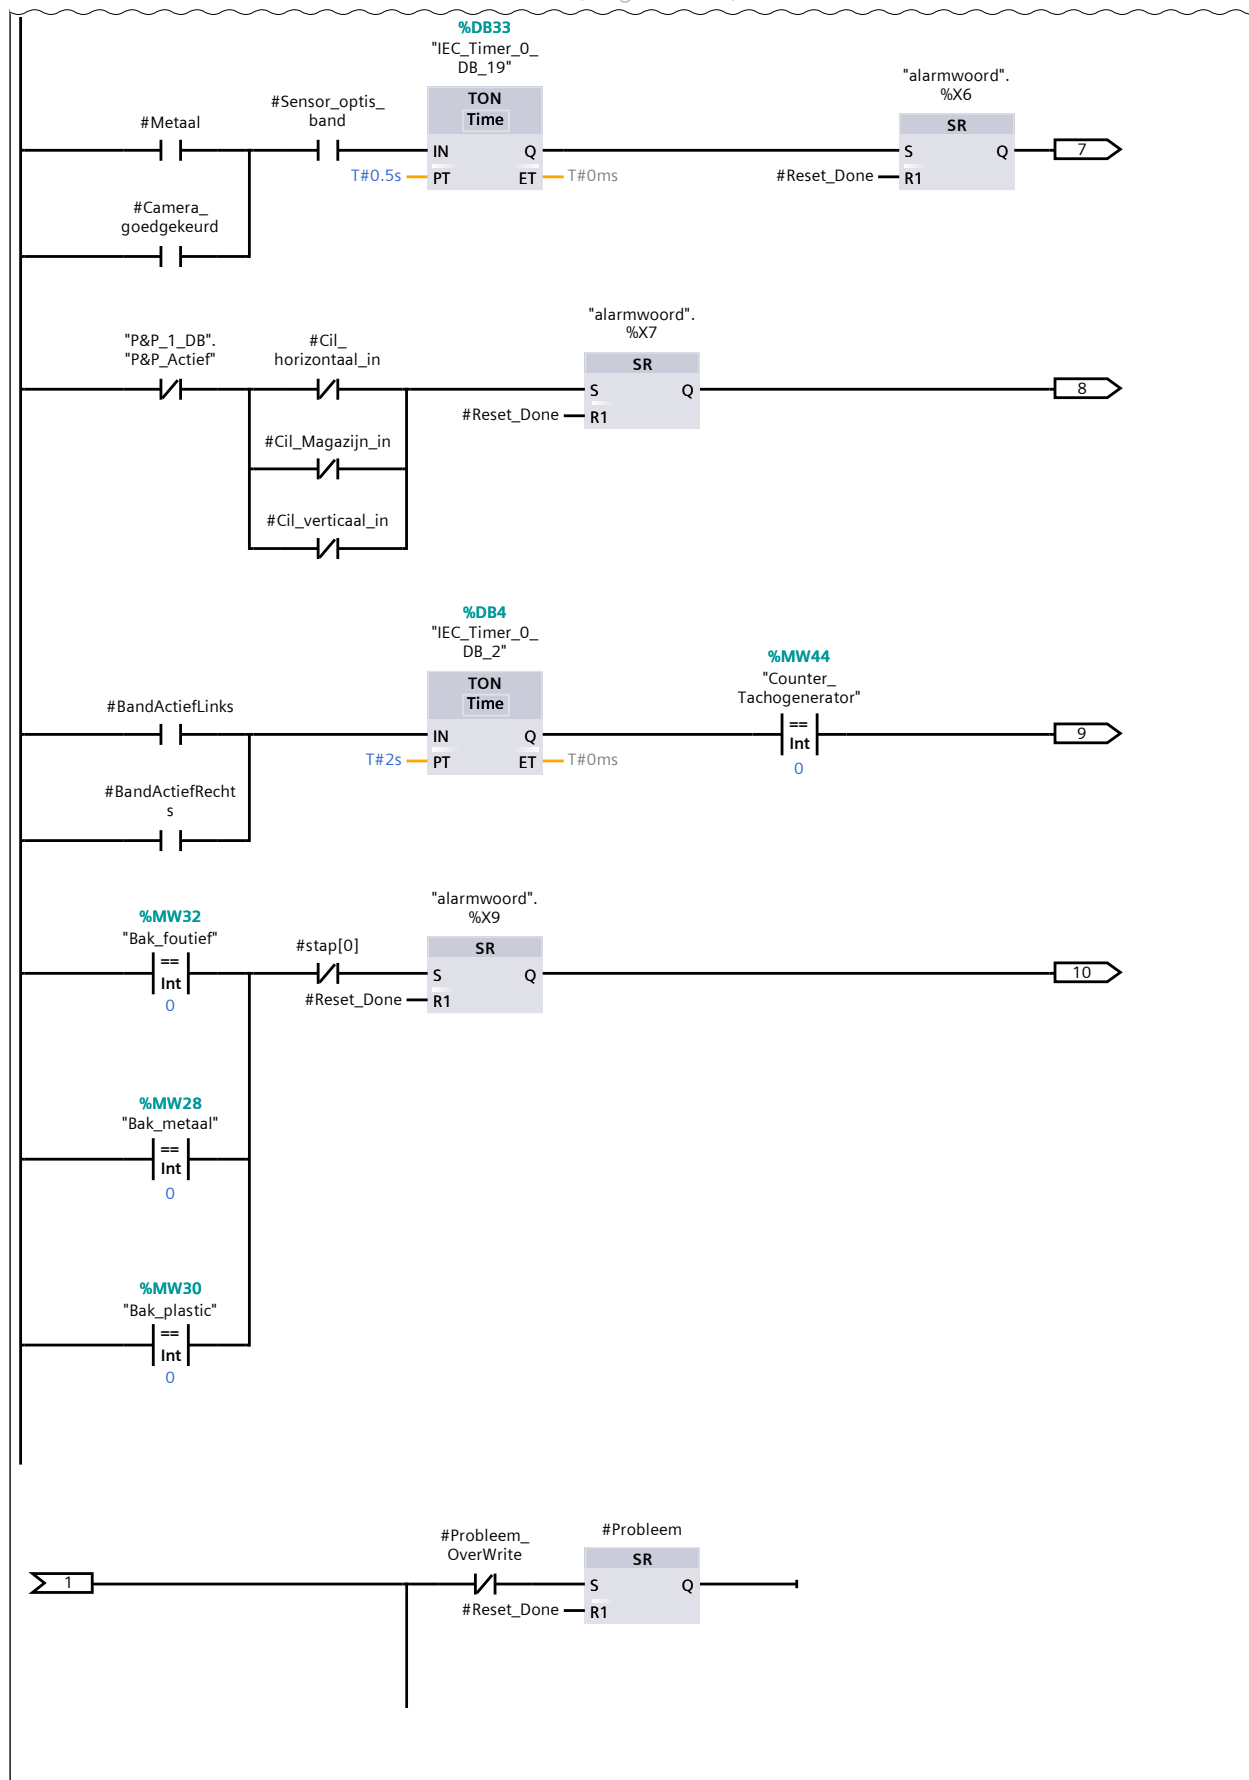 %DB33
"IEC_Timer_0_
DB_19"
"alarmwoord".
%X6
#Metaal
#Sensor_optis_
band
TON
Time
SR
IN
Q
S
Q
7
T#0.5s
PT
ET
T#0ms
#Reset_Done
R1
#Camera_
goedgekeurd
"P&P_1_DB".
"P&P_Actief"
#Cil_
horizontaal_in
"alarmwoord".
%X7
SR
S
Q
8
#Reset_Done
R1
#Cil_Magazijn_in
#Cil_verticaal_in
%DB4
"IEC_Timer_0_
DB_2"
%MW44
"Counter_
Tachogenerator"
#BandActiefLinks
TON
Time
IN
Q
==
Int
0
9
T#2s
PT
ET
T#0ms
#BandActiefRecht
s
"alarmwoord".
%X9
%MW32
"Bak_foutief"
==
Int
0
#stap[0]
SR
S
Q
10
#Reset_Done
R1
%MW28
"Bak_metaal"
==
Int
0
%MW30
"Bak_plastic"
==
Int
0
1
#Probleem_
OverWrite
#Probleem
SR
S
Q
#Reset_Done
R1